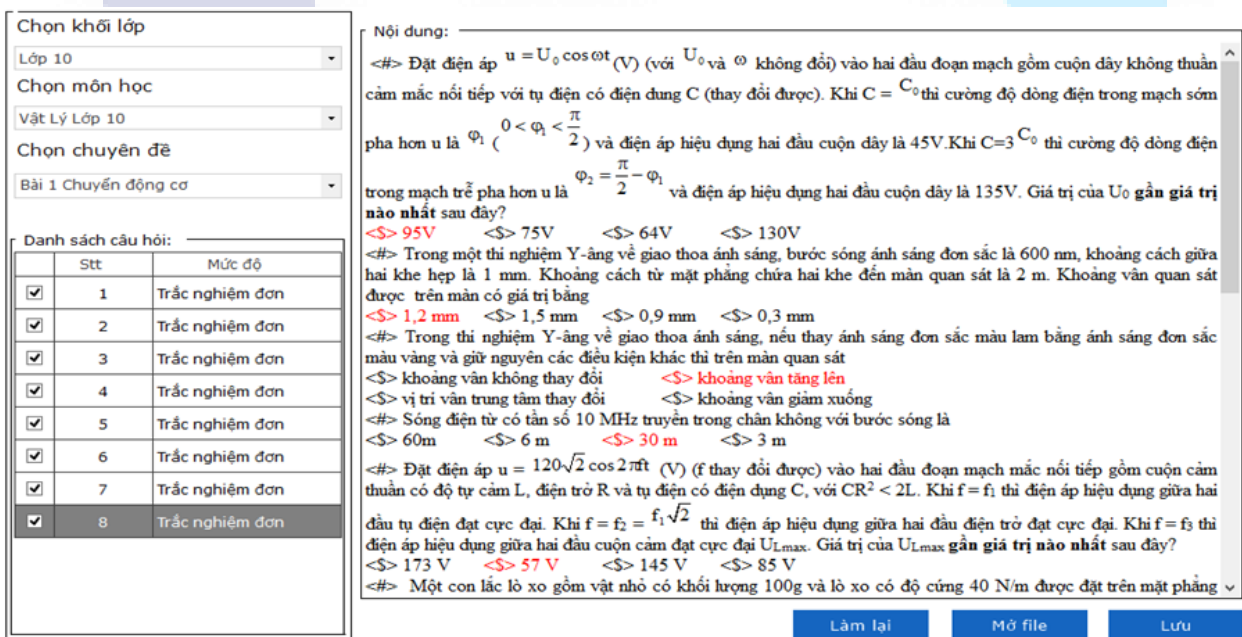 Chọn khối lớp
Lớp 10
Chọn môn học
Vật Lý Lớp 10
Chọn chuyên đề
Bài 1 Chuyển động cơ
Danh sách câu hỏi:
Stt Mức độ
1 Trắc nghiệm đơn
2 Trắc nghiệm đơn
3 Trắc nghiệm đơn
4 Trắc nghiệm đơn
5 Trắc nghiệm đơn
6 Trắc nghiệm đơn
7 Trắc nghiệm đơn
8 Trắc nghiệm đơn
Nội dung:
<#> Đặt điện áp u = U₀ cos ωt (V) (với U₀ và ω không đổi) vào hai đầu đoạn mạch gồm cuộn dây không thuần
cảm mắc nối tiếp với tụ điện có điện dung C (thay đổi được). Khi C = C₀ thì cường độ dòng điện trong mạch sớm
pha hơn u là φ₁ ( 0 < φ₁ < π/2 ) và điện áp hiệu dụng hai đầu cuộn dây là 45V.Khi C=3 C₀ thì cường độ dòng điện
trong mạch trễ pha hơn u là φ₂ = π/2 − φ₁ và điện áp hiệu dụng hai đầu cuộn dây là 135V. Giá trị của U₀ gần giá trị
nào nhất sau đây?
<$> 95V <$> 75V <$> 64V <$> 130V
<#> Trong một thí nghiệm Y-âng về giao thoa ánh sáng, bước sóng ánh sáng đơn sắc là 600 nm, khoảng cách giữa
hai khe hẹp là 1 mm. Khoảng cách từ mặt phẳng chứa hai khe đến màn quan sát là 2 m. Khoảng vân quan sát
được trên màn có giá trị bằng
<$> 1,2 mm <$> 1,5 mm <$> 0,9 mm <$> 0,3 mm
<#> Trong thí nghiệm Y-âng về giao thoa ánh sáng, nếu thay ánh sáng đơn sắc màu lam bằng ánh sáng đơn sắc
màu vàng và giữ nguyên các điều kiện khác thì trên màn quan sát
<$> khoảng vân không thay đổi <$> khoảng vân tăng lên
<$> vị trí vân trung tâm thay đổi <$> khoảng vân giảm xuống
<#> Sóng điện từ có tần số 10 MHz truyền trong chân không với bước sóng là
<$> 60m <$> 6 m <$> 30 m <$> 3 m
<#> Đặt điện áp u = 120√2 cos 2πft (V) (f thay đổi được) vào hai đầu đoạn mạch mắc nối tiếp gồm cuộn cảm
thuần có độ tự cảm L, điện trở R và tụ điện có điện dụng C, với CR² < 2L. Khi f = f₁ thì điện áp hiệu dụng giữa hai
đầu tụ điện đạt cực đại. Khi f = f₂ = f₁√2 thì điện áp hiệu dụng giữa hai đầu điện trở đạt cực đại. Khi f = f₃ thì
điện áp hiệu dụng giữa hai đầu cuộn cảm đạt cực đại ULmax. Giá trị của ULmax gần giá trị nào nhất sau đây?
<$> 173 V <$> 57 V <$> 145 V <$> 85 V
<#> Một con lắc lò xo gồm vật nhỏ có khối lượng 100g và lò xo có độ cứng 40 N/m được đặt trên mặt phẳng
Làm lại Mở file Lưu